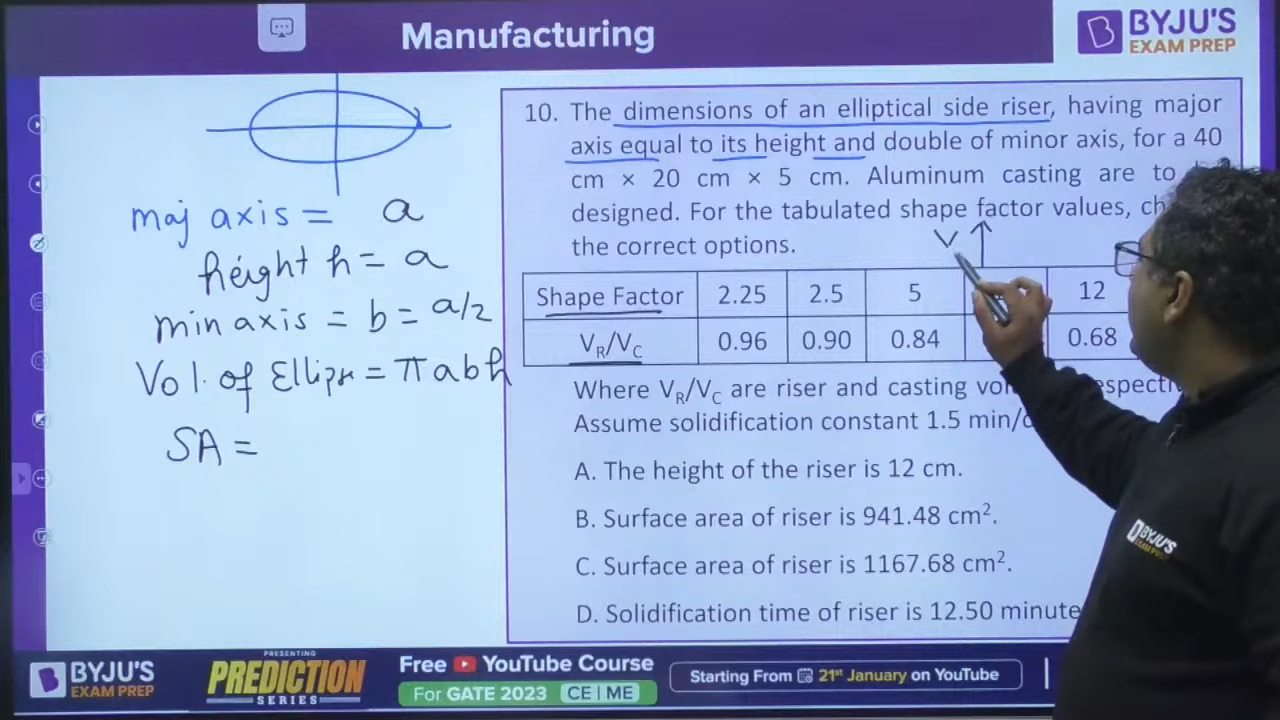 Manufacturing
BYJU'S
EXAM PREP
maj axis = a
height h = a
min axis = b = a/2
Vol. of Ellips = πabh
SA =
10. The dimensions of an elliptical side riser, having major
axis equal to its height and double of minor axis, for a 40
cm × 20 cm × 5 cm. Aluminum casting are to
designed. For the tabulated shape factor values,
the correct options.
V ↑
Shape Factor 2.25 2.5 5 12
V_R/V_C 0.96 0.90 0.84 0.68
Where V_R/V_C are riser and casting
Assume solidification constant 1.5
A. The height of the riser is 12 cm.
B. Surface area of riser is 941.48 cm².
C. Surface area of riser is 1167.68 cm².
D. Solidification time of riser is 12.50
BYJU'S
EXAM PREP
BYJU'S
EXAM PREP
PRESENTING
PREDICTION
SERIES
Free YouTube Course
For GATE 2023 CE | ME
Starting From 21st January on YouTube